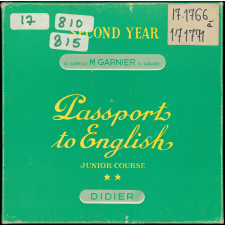 17
810
815
17.1766
à
171771
SECOND YEAR
M. GARNIER
Passport
to English
JUNIOR COURSE
★★
DIDIER